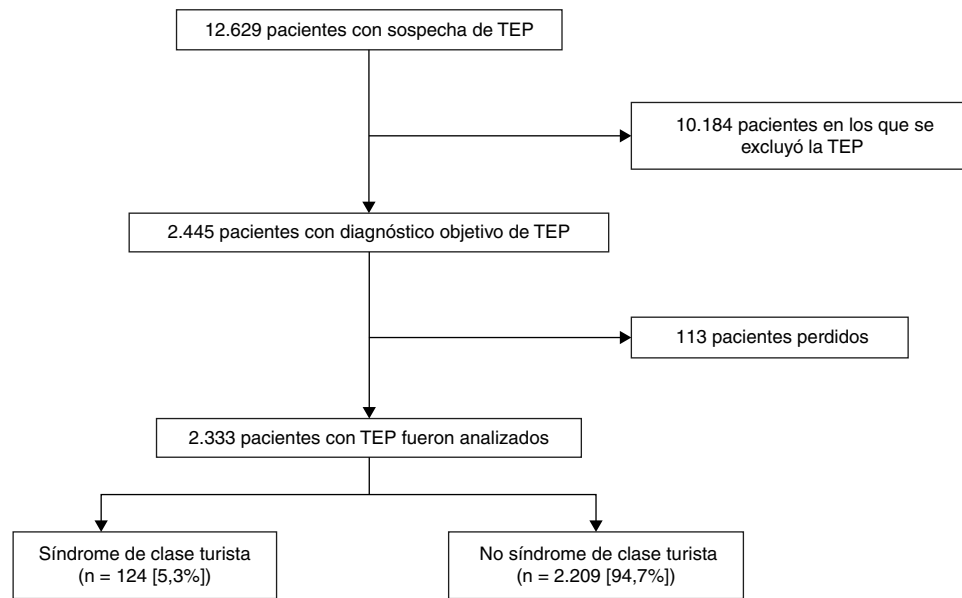 12.629 pacientes con sospecha de TEP
10.184 pacientes en los que se
excluyó la TEP
2.445 pacientes con diagnóstico objetivo de TEP
113 pacientes perdidos
2.333 pacientes con TEP fueron analizados
Síndrome de clase turista
(n = 124 [5,3%])
No síndrome de clase turista
(n = 2.209 [94,7%])